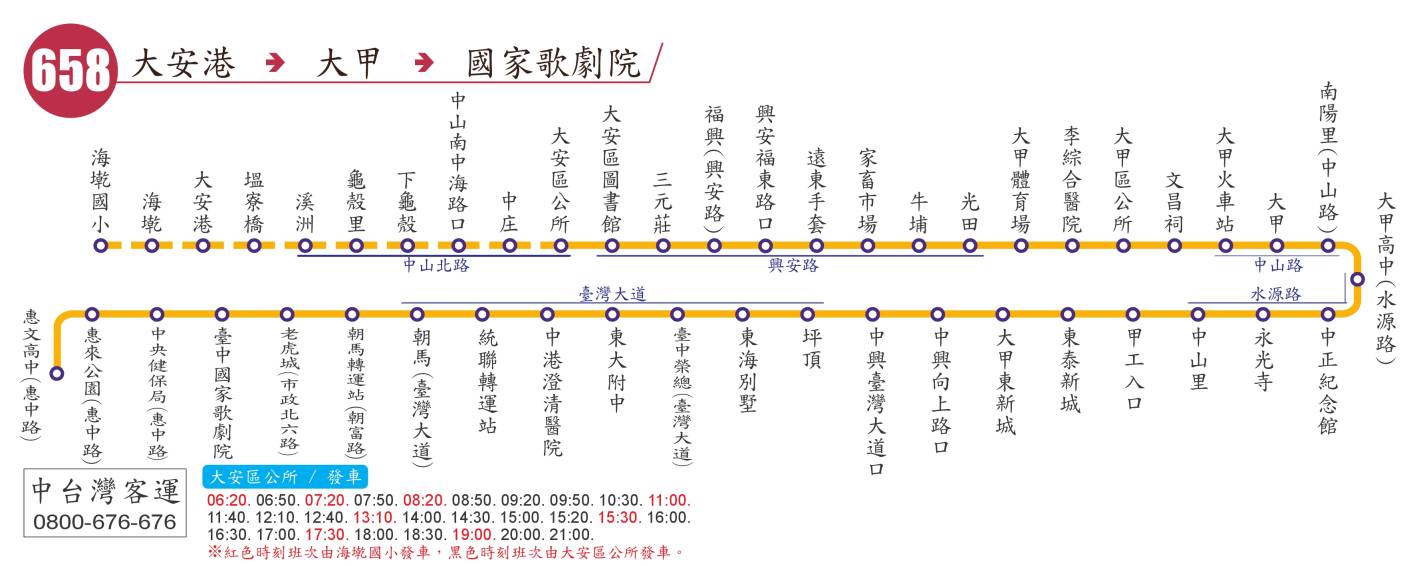 658 大安港 ➔ 大甲 ➔ 國家歌劇院
海墘國小
海墘
大安港
塭寮橋
溪洲
龜殼里
下龜殼
中山南中海路口
中庄
大安區公所
大安區圖書館
三元莊
福興(興安路)
興安福東路口
遠東手套
家畜市場
牛埔
光田
大甲體育場
李綜合醫院
大甲區公所
文昌祠
大甲火車站
大甲
南陽里(中山路)
大甲高中(水源路)
中山北路
興安路
中山路
臺灣大道
水源路
惠文高中(惠中路)
惠來公園(惠中路)
中央健保局(惠中路)
臺中國家歌劇院
老虎城(市政北六路)
朝馬轉運站(朝富路)
朝馬(臺灣大道)
統聯轉運站
中港澄清醫院
東大附中
臺中榮總(臺灣大道)
東海別墅
坪頂
中興臺灣大道口
中興向上路口
大甲東新城
東泰新城
甲工入口
中山里
永光寺
中正紀念館
中台灣客運
0800-676-676
大安區公所 / 發車
06:20. 06:50. 07:20. 07:50. 08:20. 08:50. 09:20. 09:50. 10:30. 11:00.
11:40. 12:10. 12:40. 13:10. 14:00. 14:30. 15:00. 15:20. 15:30. 16:00.
16:30. 17:00. 17:30. 18:00. 18:30. 19:00. 20:00. 21:00.
※紅色時刻班次由海墘國小發車，黑色時刻班次由大安區公所發車。